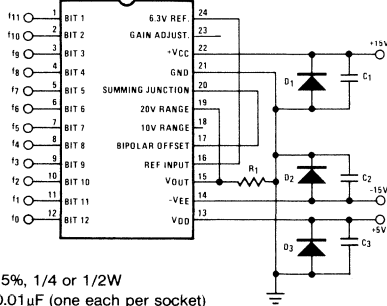 f11 1 BIT 1 6.3V REF. 24
f10 2 BIT 2 GAIN ADJUST. 23
f9 3 BIT 3 +VCC 22 +15V
f8 4 BIT 4 GND 21 D1 C1
f7 5 BIT 5 SUMMING JUNCTION 20
f6 6 BIT 6 20V RANGE 19
f5 7 BIT 7 10V RANGE 18
f4 8 BIT 8 BIPOLAR OFFSET 17
f3 9 BIT 9 REF INPUT 16
f2 10 BIT 10 VOUT 15 R1 D2 C2
f1 11 BIT 11 -VEE 14 -15V
f0 12 BIT 12 VDD 13 +5V
D3 C3
5%, 1/4 or 1/2W
0.01μF (one each per socket)